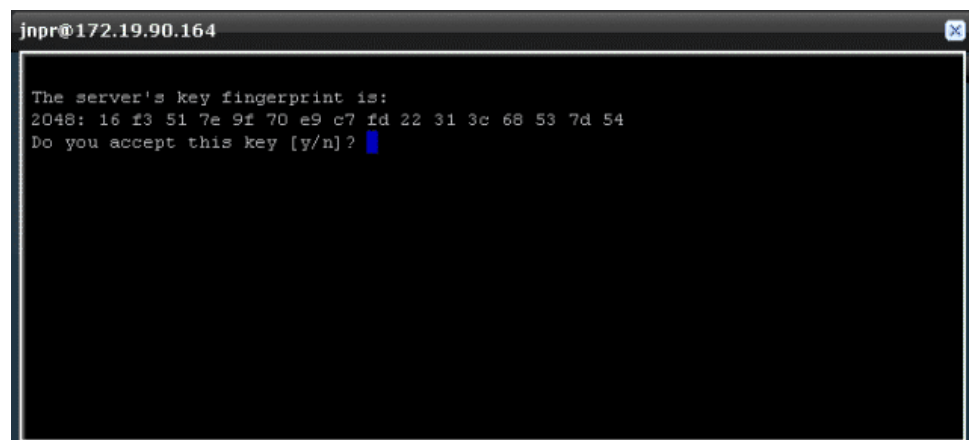 jnpr@172.19.90.164
The server's key fingerprint is:
2048: 16 f3 51 7e 9f 70 e9 c7 fd 22 31 3c 68 53 7d 54
Do you accept this key [y/n]?